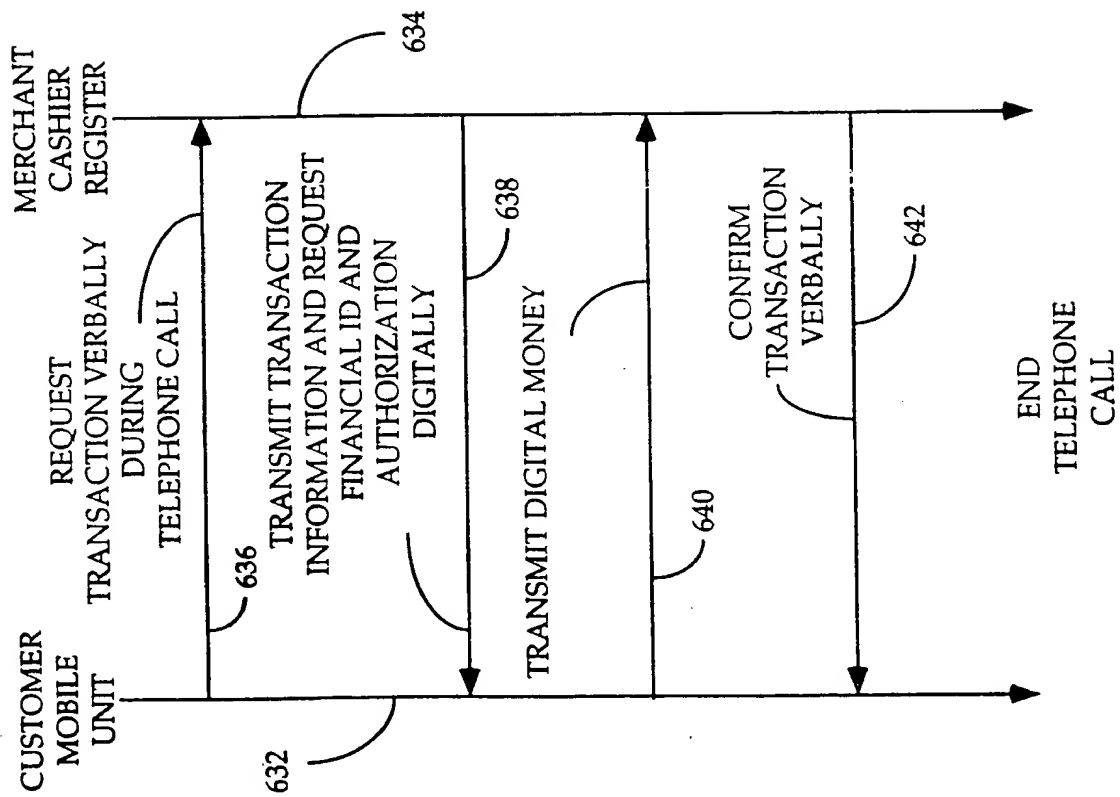 CUSTOMER
MOBILE
UNIT
MERCHANT
CASHIER
REGISTER
REQUEST
TRANSACTION VERBALLY
DURING
TELEPHONE CALL
632
634
636
TRANSMIT TRANSACTION
INFORMATION AND REQUEST
FINANCIAL ID AND
AUTHORIZATION
DIGITALLY
638
TRANSMIT DIGITAL MONEY
640
CONFIRM
TRANSACTION
VERBALLY
642
END
TELEPHONE
CALL